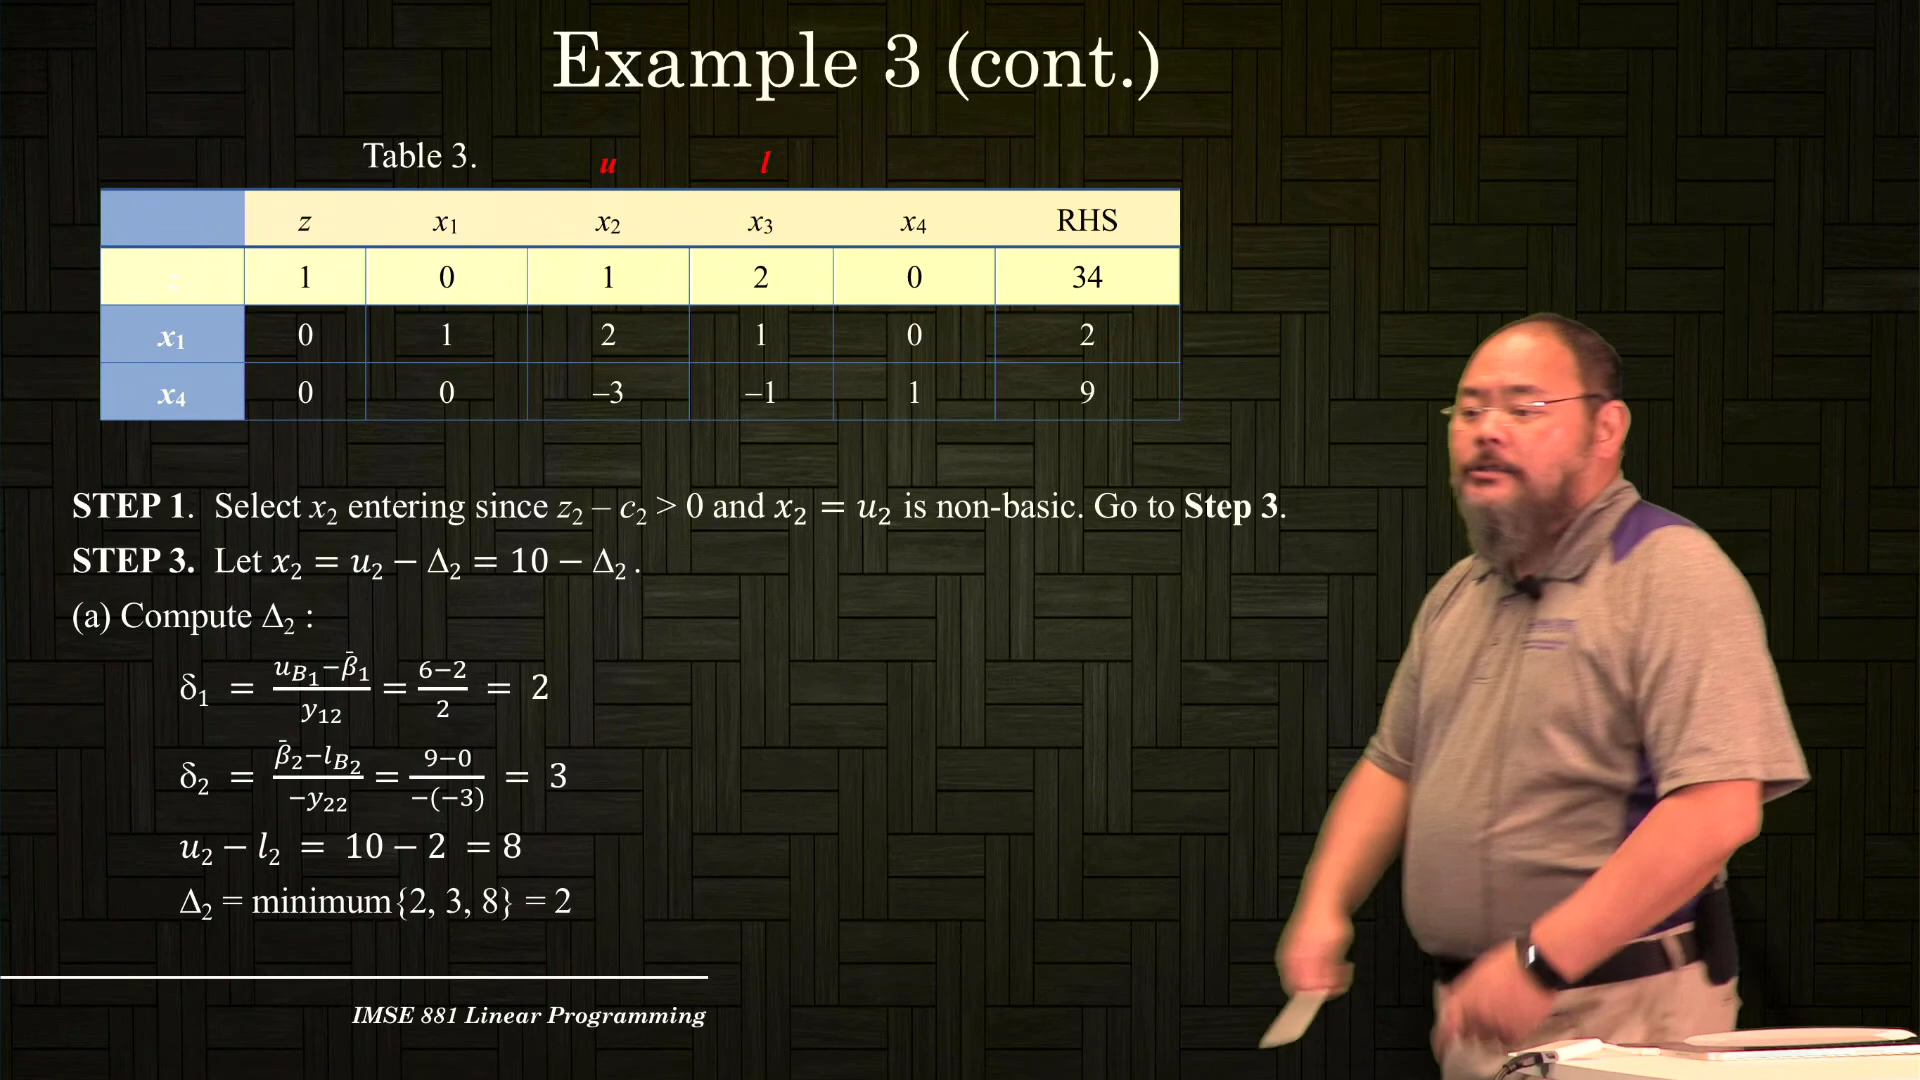 Example 3 (cont.)
Table 3. u l
z x₁ x₂ x₃ x₄ RHS
z 1 0 1 2 0 34
x₁ 0 1 2 1 0 2
x₄ 0 0 –3 –1 1 9
STEP 1. Select x₂ entering since z₂ – c₂ > 0 and x₂ = u₂ is non-basic. Go to Step 3.
STEP 3. Let x₂ = u₂ − Δ₂ = 10 − Δ₂ .
(a) Compute Δ₂ :
δ₁ = (u_B₁−β̄₁)/y₁₂ = (6−2)/2 = 2
δ₂ = (β̄₂−l_B₂)/(−y₂₂) = (9−0)/(−(−3)) = 3
u₂ − l₂ = 10 − 2 = 8
Δ₂ = minimum{2, 3, 8} = 2
IMSE 881 Linear Programming